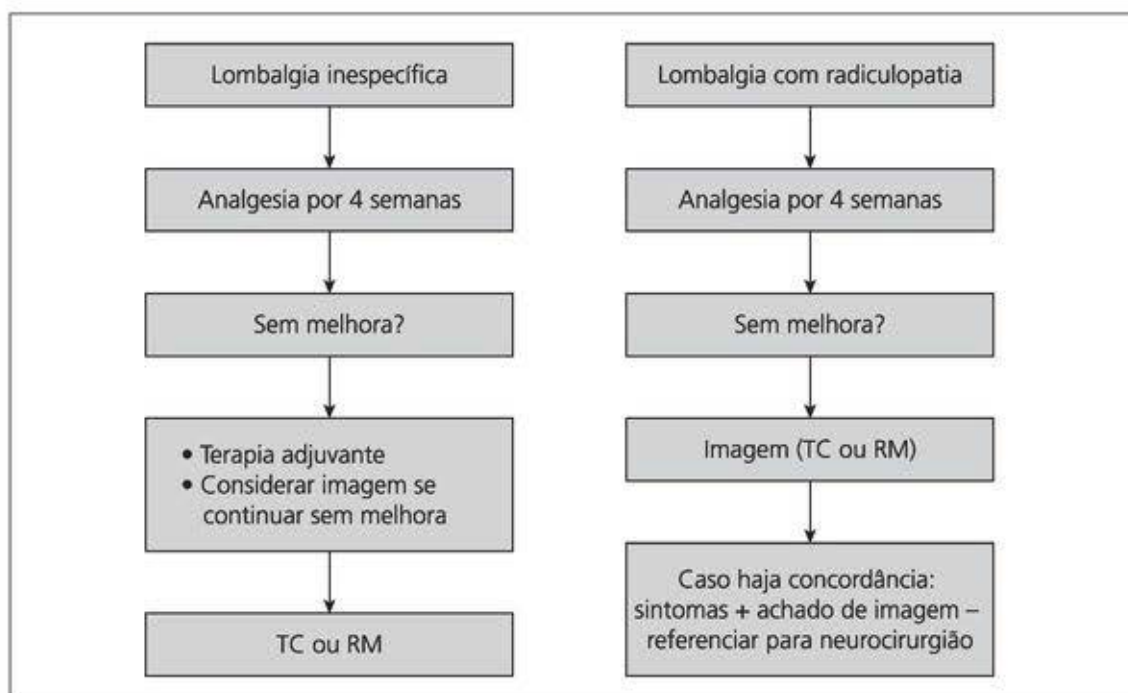 Lombalgia inespecífica
Analgesia por 4 semanas
Sem melhora?
• Terapia adjuvante
• Considerar imagem se
continuar sem melhora
TC ou RM
Lombalgia com radiculopatia
Analgesia por 4 semanas
Sem melhora?
Imagem (TC ou RM)
Caso haja concordância:
sintomas + achado de imagem –
referenciar para neurocirurgião